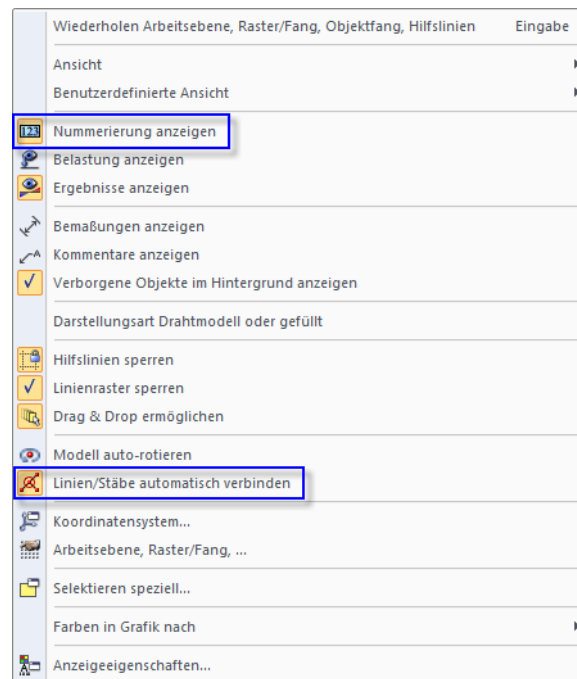 Wiederholen Arbeitsebene, Raster/Fang, Objektfang, Hilfslinien Eingabe
Ansicht
Benutzerdefinierte Ansicht
123 Nummerierung anzeigen
Belastung anzeigen
Ergebnisse anzeigen
Bemaßungen anzeigen
A Kommentare anzeigen
Verborgene Objekte im Hintergrund anzeigen
Darstellungsart Drahtmodell oder gefüllt
Hilfslinien sperren
Linienraster sperren
Drag & Drop ermöglichen
Modell auto-rotieren
Linien/Stäbe automatisch verbinden
Koordinatensystem...
Arbeitsebene, Raster/Fang, ...
Selektieren speziell...
Farben in Grafik nach
A Anzeigeeigenschaften...